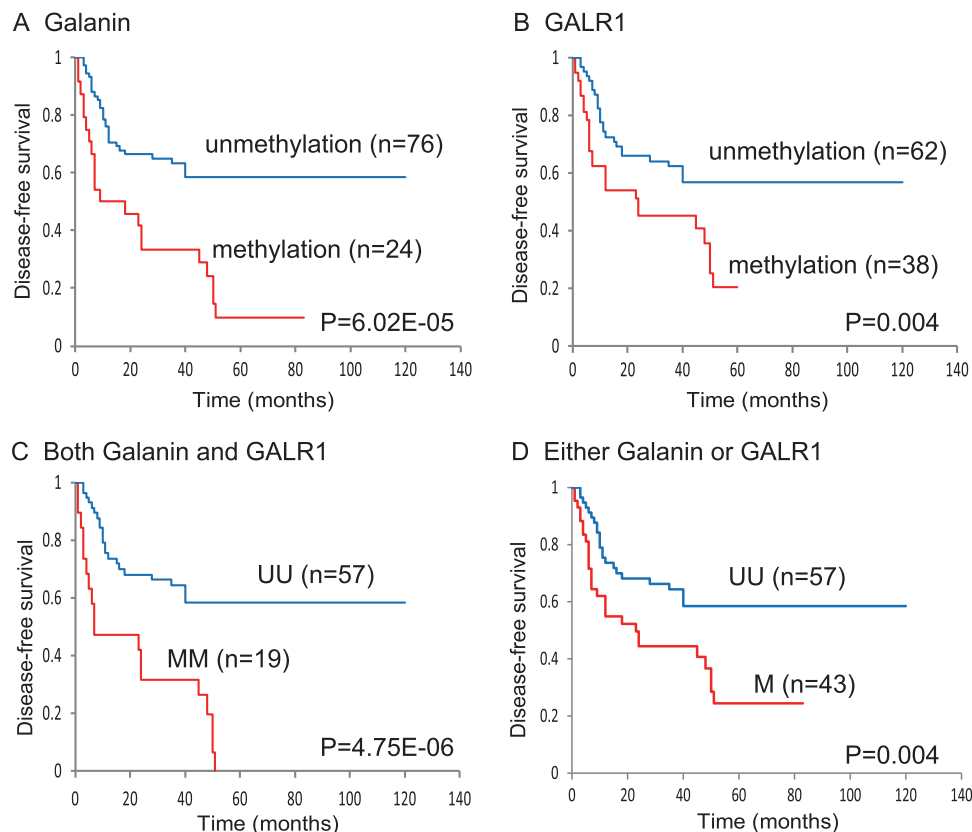 A Galanin
Disease-free survival
1
0.8
0.6
0.4
0.2
0
unmethylation (n=76)
methylation (n=24)
P=6.02E-05
0 20 40 60 80 100 120 140
Time (months)
B GALR1
Disease-free survival
1
0.8
0.6
0.4
0.2
0
unmethylation (n=62)
methylation (n=38)
P=0.004
0 20 40 60 80 100 120 140
Time (months)
C Both Galanin and GALR1
Disease-free survival
1
0.8
0.6
0.4
0.2
0
UU (n=57)
MM (n=19)
P=4.75E-06
0 20 40 60 80 100 120 140
Time (months)
D Either Galanin or GALR1
Disease-free survival
1
0.8
0.6
0.4
0.2
0
UU (n=57)
M (n=43)
P=0.004
0 20 40 60 80 100 120 140
Time (months)